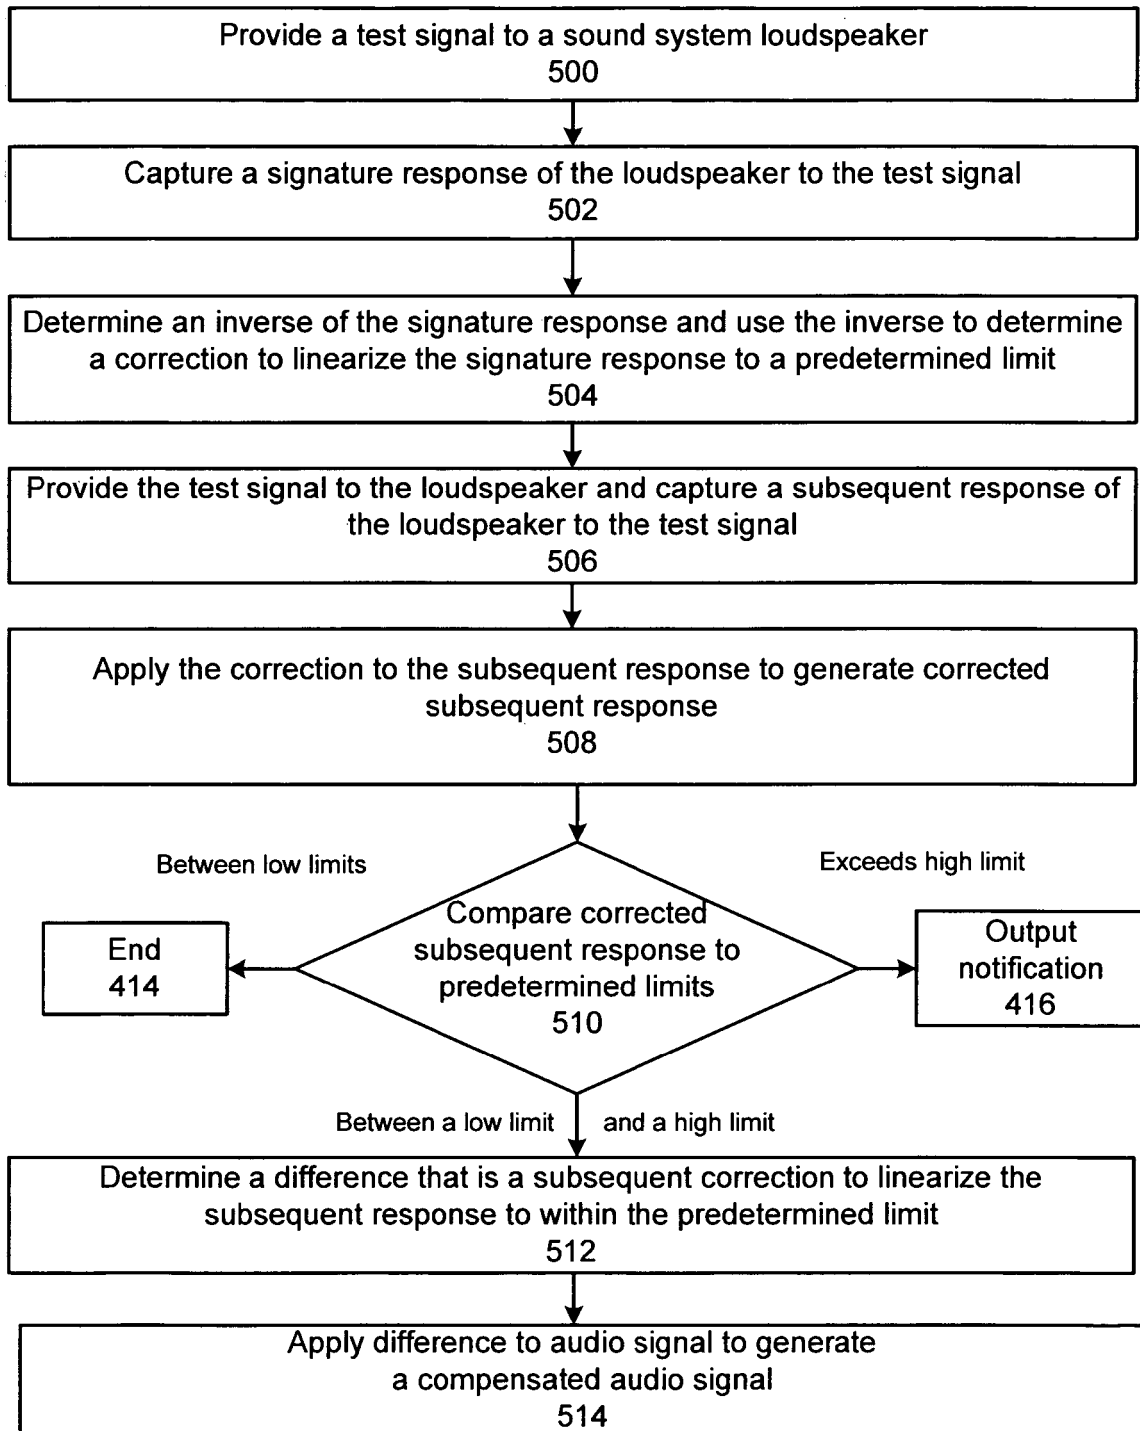 Provide a test signal to a sound system loudspeaker
500
Capture a signature response of the loudspeaker to the test signal
502
Determine an inverse of the signature response and use the inverse to determine
a correction to linearize the signature response to a predetermined limit
504
Provide the test signal to the loudspeaker and capture a subsequent response of
the loudspeaker to the test signal
506
Apply the correction to the subsequent response to generate corrected
subsequent response
508
Between low limits
Exceeds high limit
Compare corrected
subsequent response to
predetermined limits
510
End
414
Output
notification
416
Between a low limit and a high limit
Determine a difference that is a subsequent correction to linearize the
subsequent response to within the predetermined limit
512
Apply difference to audio signal to generate
a compensated audio signal
514